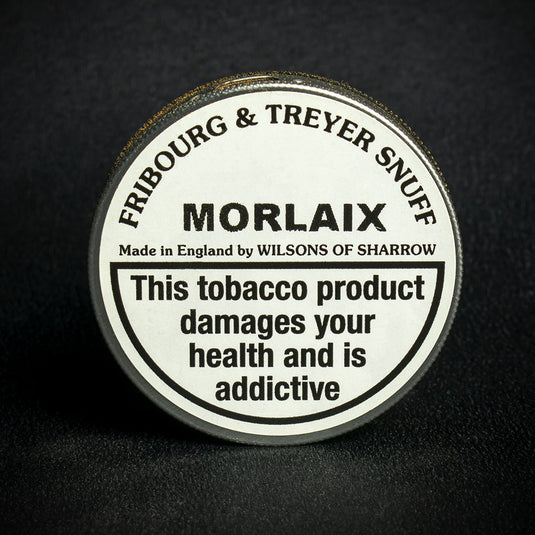 FRIBOURG & TREYER SNUFF
MORLAIX
Made in England by WILSONS OF SHARROW
This tobacco product
damages your
health and is
addictive